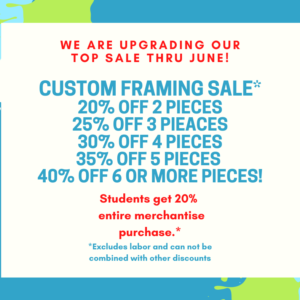 WE ARE UPGRADING OUR
TOP SALE THRU JUNE!
CUSTOM FRAMING SALE*
20% OFF 2 PIECES
25% OFF 3 PIEACES
30% OFF 4 PIECES
35% OFF 5 PIECES
40% OFF 6 OR MORE PIECES!
Students get 20%
entire merchantise
purchase.*
*Excludes labor and can not be
combined with other discounts